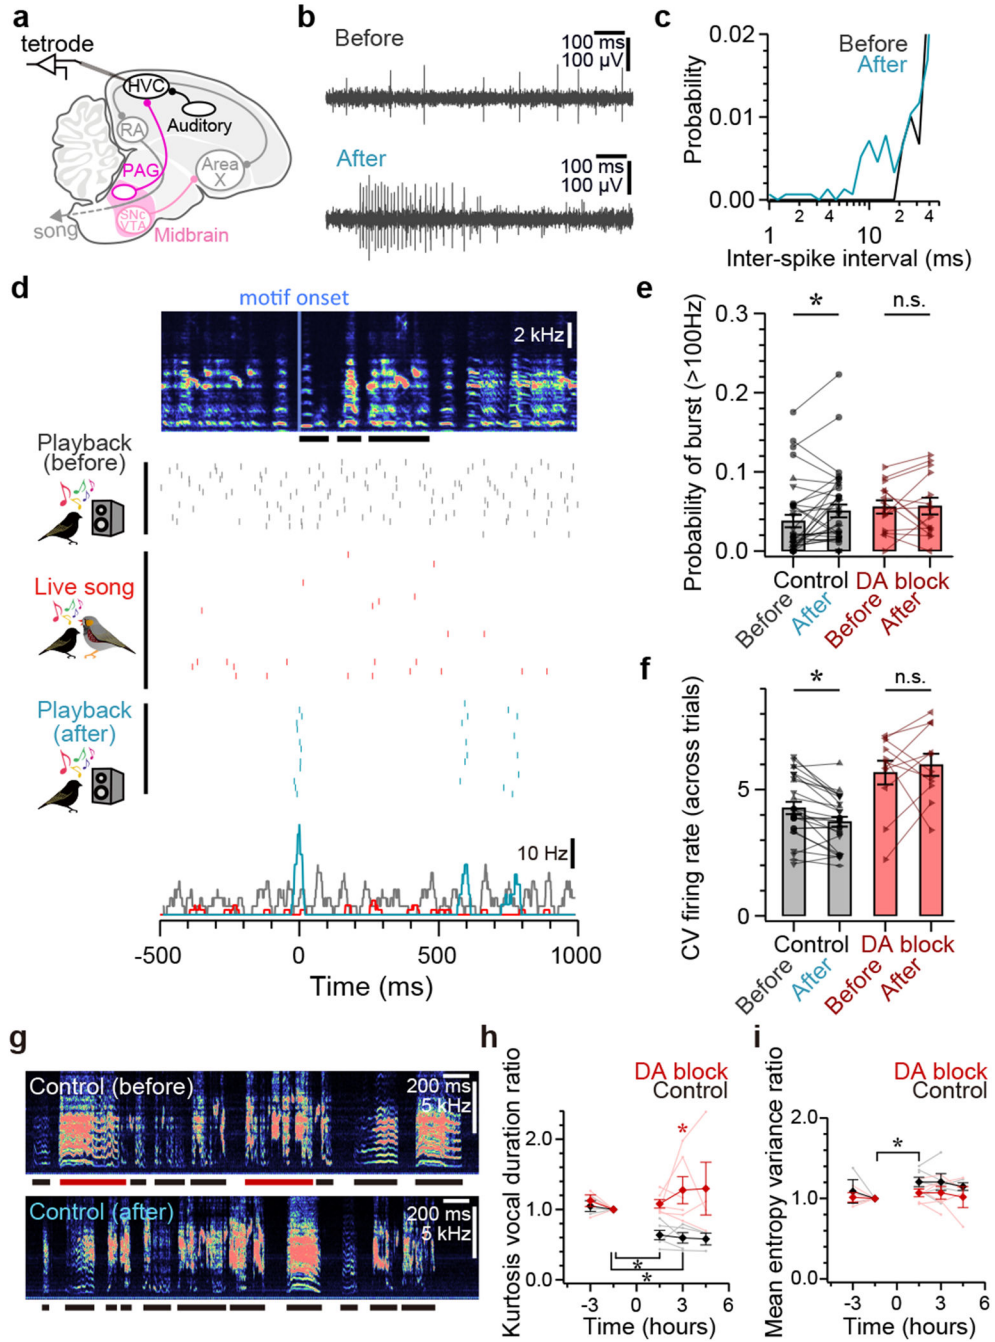 a
tetrode
HVC
RA
Auditory
PAG
Area
X
SNc
VTA
song
Midbrain
b
Before
100 ms
100 µV
After
100 ms
100 µV
c
0.02
Before
After
Probability
0.01
0.00
2
4
2
4
1
10
Inter-spike interval (ms)
d
motif onset
2 kHz
Playback
(before)
Live song
Playback
(after)
10 Hz
-500
0
500
1000
Time (ms)
e
n.s.
*
0.3
0.2
0.1
0.0
Probability of burst (>100Hz)
Control
DA block
Before
After
Before
After
f
n.s.
*
5
0
CV firing rate (across trials)
Control
DA block
Before
After
Before
After
g
Control (before)
200 ms
5 kHz
Control (after)
200 ms
5 kHz
h
DA block
Control
2.0
*
1.0
0.0
*
*
Kurtosis vocal duration ratio
-3
0
3
6
Time (hours)
i
DA block
Control
2.0
*
1.0
0.0
Mean entropy variance ratio
-3
0
3
6
Time (hours)